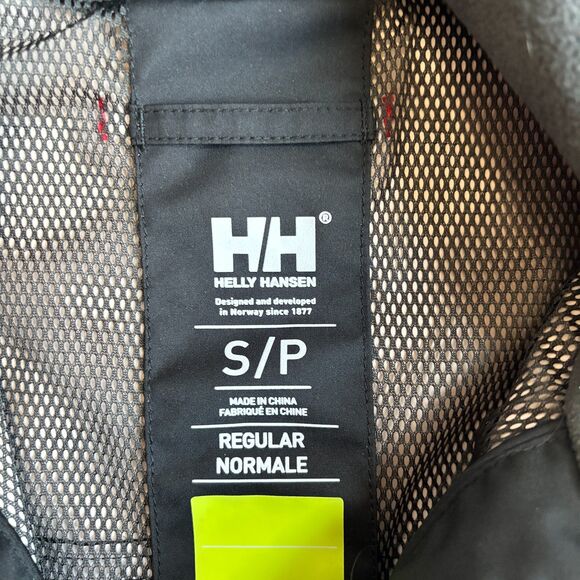 HH®
HELLY HANSEN
Designed and developed
in Norway since 1877
S/P
MADE IN CHINA
FABRIQUÉ EN CHINE
REGULAR
NORMALE